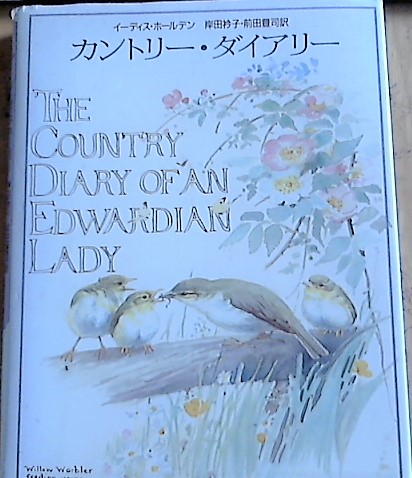 イーディス・ホールデン 岸田衿子・前田豊司訳
カントリー・ダイアリー
THE
COUNTRY
DIARY OF AN
EDWARDIAN
LADY
Willow Warbler
feeding young